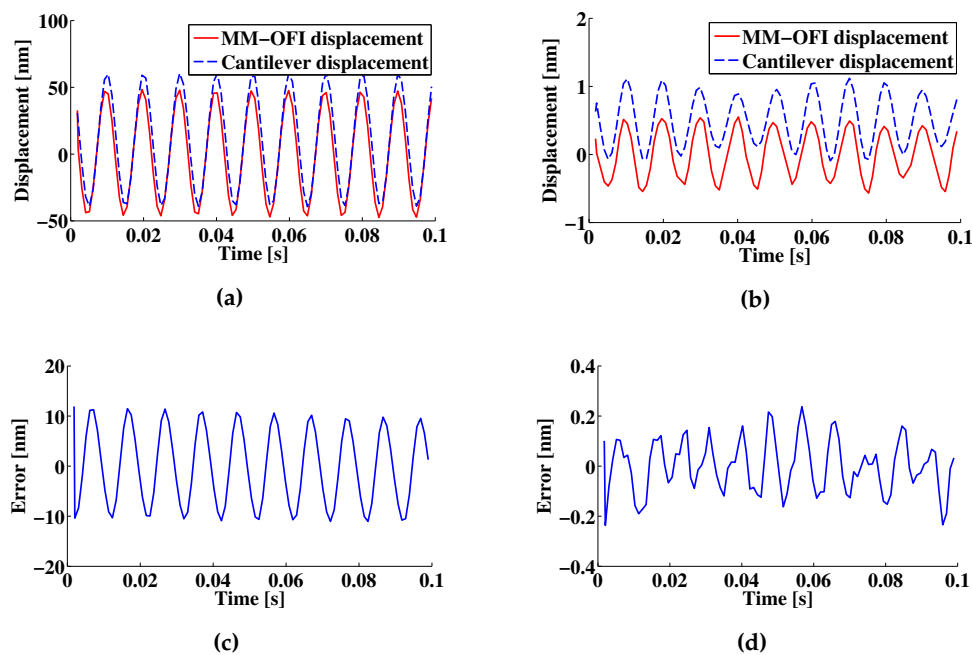 100
50
0
−50
0
0.02
0.04
0.06
0.08
0.1
Displacement [nm]
Time [s]
MM−OFI displacement
Cantilever displacement
(a)
2
1
0
−1
0
0.02
0.04
0.06
0.08
0.1
Displacement [nm]
Time [s]
MM−OFI displacement
Cantilever displacement
(b)
20
10
0
−10
−20
0
0.02
0.04
0.06
0.08
0.1
Error [nm]
Time [s]
(c)
0.4
0.2
0
−0.2
−0.4
0
0.02
0.04
0.06
0.08
0.1
Error [nm]
Time [s]
(d)